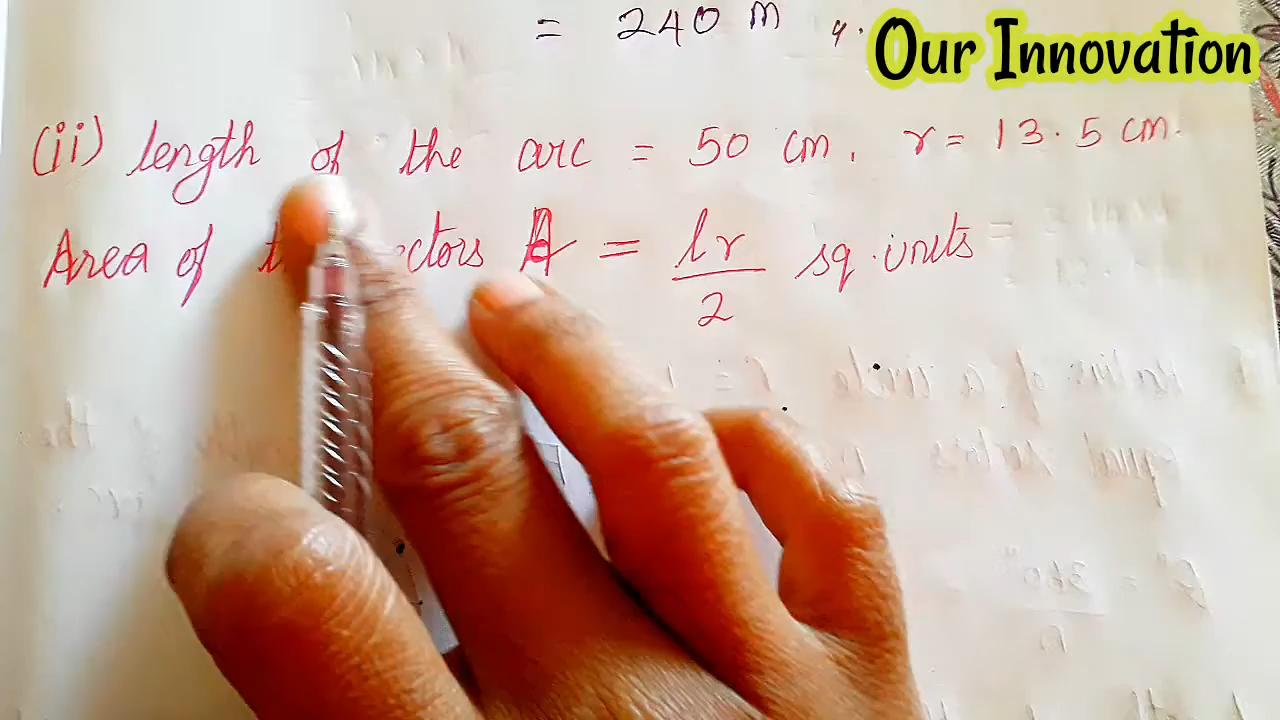 = 240 m
Our Innovation
(ii) length of the arc = 50 cm, r = 13.5 cm.
Area of ectors A = lr/2 sq.units